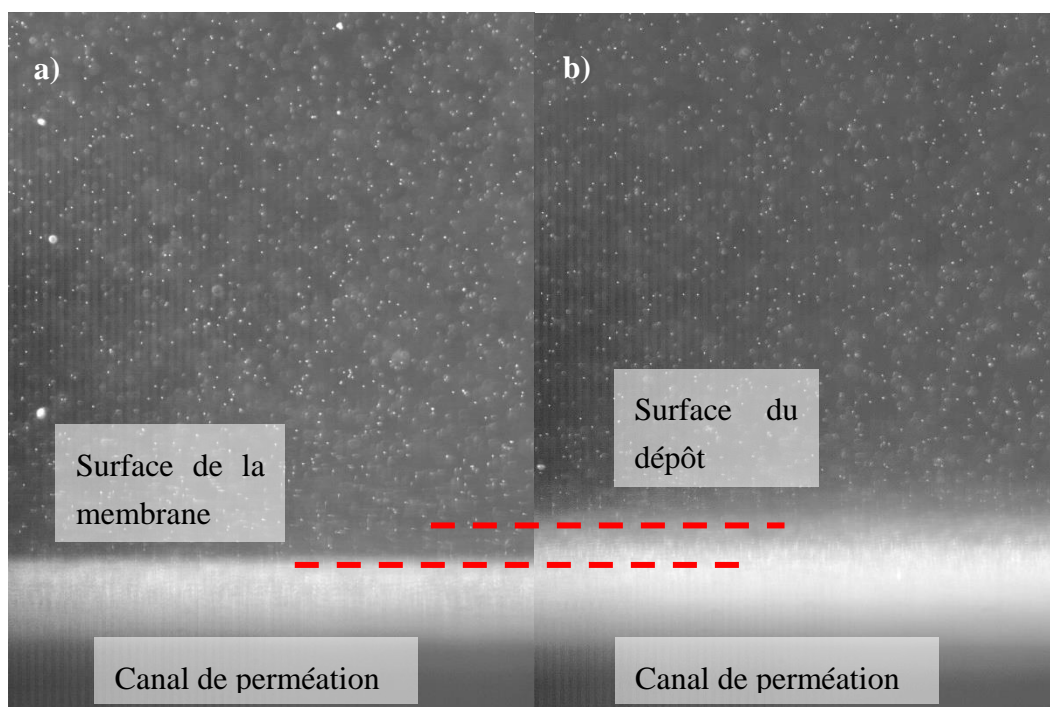 a)
b)
Surface de la
membrane
Surface du
dépôt
Canal de perméation
Canal de perméation